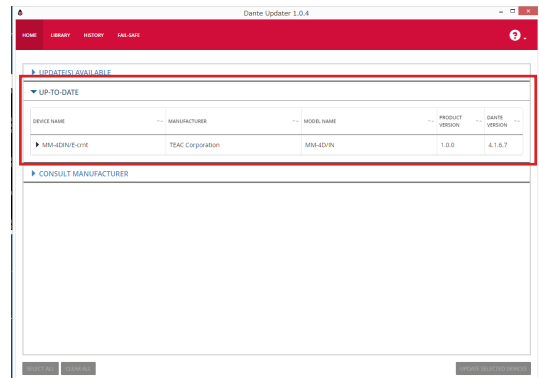 Dante Updater 1.0.4
HOME LIBRARY HISTORY FAIL-SAFE ?
UPDATE(S) AVAILABLE
UP-TO-DATE
DEVICE NAME MANUFACTURER MODEL NAME PRODUCT VERSION DANTE VERSION
MM-4DIN/E-crnt TEAC Corporation MM-4D/IN 1.0.0 4.1.6.7
CONSULT MANUFACTURER
SELECT ALL CLEAR ALL UPDATE SELECTED DEVICES